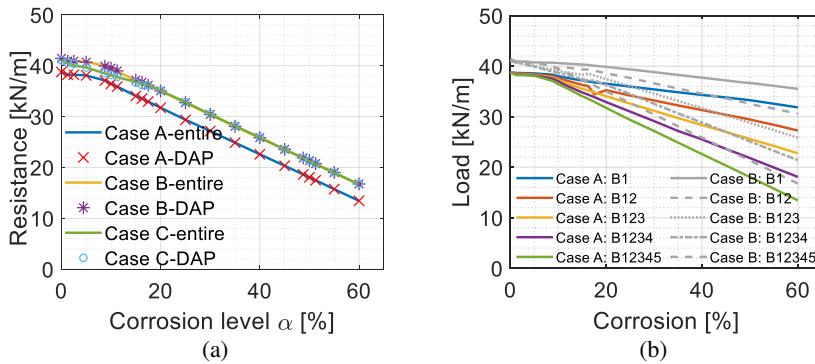 50
40
30
20
10
0
Resistance [kN/m]
Case A-entire
Case A-DAP
Case B-entire
Case B-DAP
Case C-entire
Case C-DAP
0 20 40 60
Corrosion level α [%]
(a)
50
40
30
20
10
0
Load [kN/m]
Case A: B1 Case B: B1
Case A: B12 Case B: B12
Case A: B123 Case B: B123
Case A: B1234 Case B: B1234
Case A: B12345 Case B: B12345
0 20 40 60
Corrosion [%]
(b)